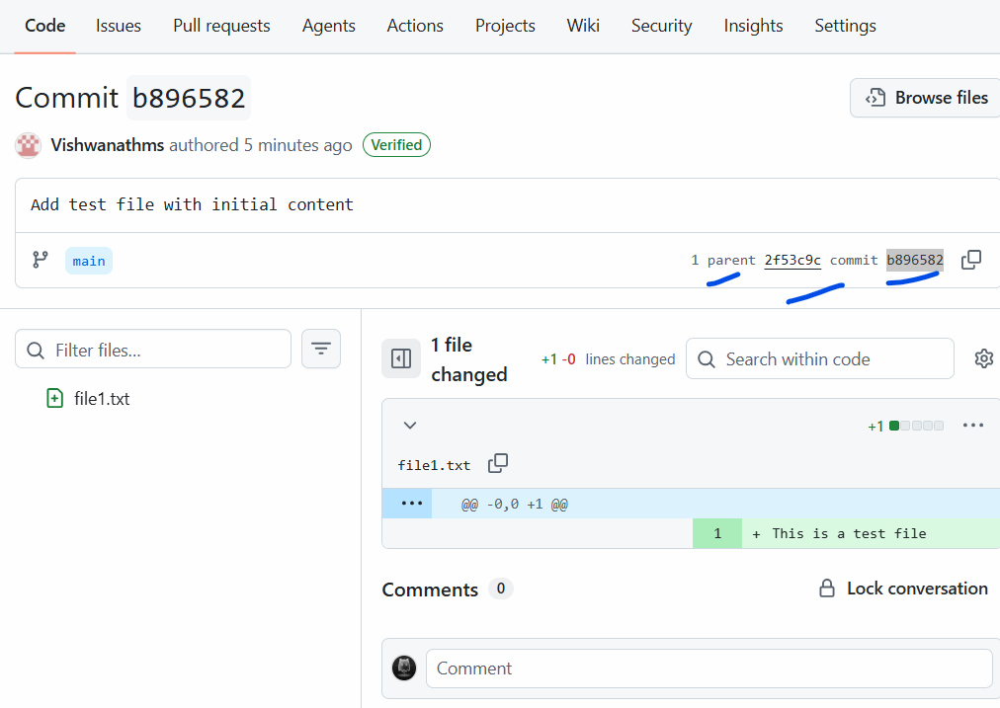 Code Issues Pull requests Agents Actions Projects Wiki Security Insights Settings
Commit b896582
Browse files
Vishwanathms authored 5 minutes ago Verified
Add test file with initial content
main
1 parent 2f53c9c commit b896582
Filter files...
file1.txt
1 file
changed
+1 -0 lines changed
Search within code
+1
file1.txt
@@ -0,0 +1 @@
1 + This is a test file
Comments 0
Lock conversation
Comment